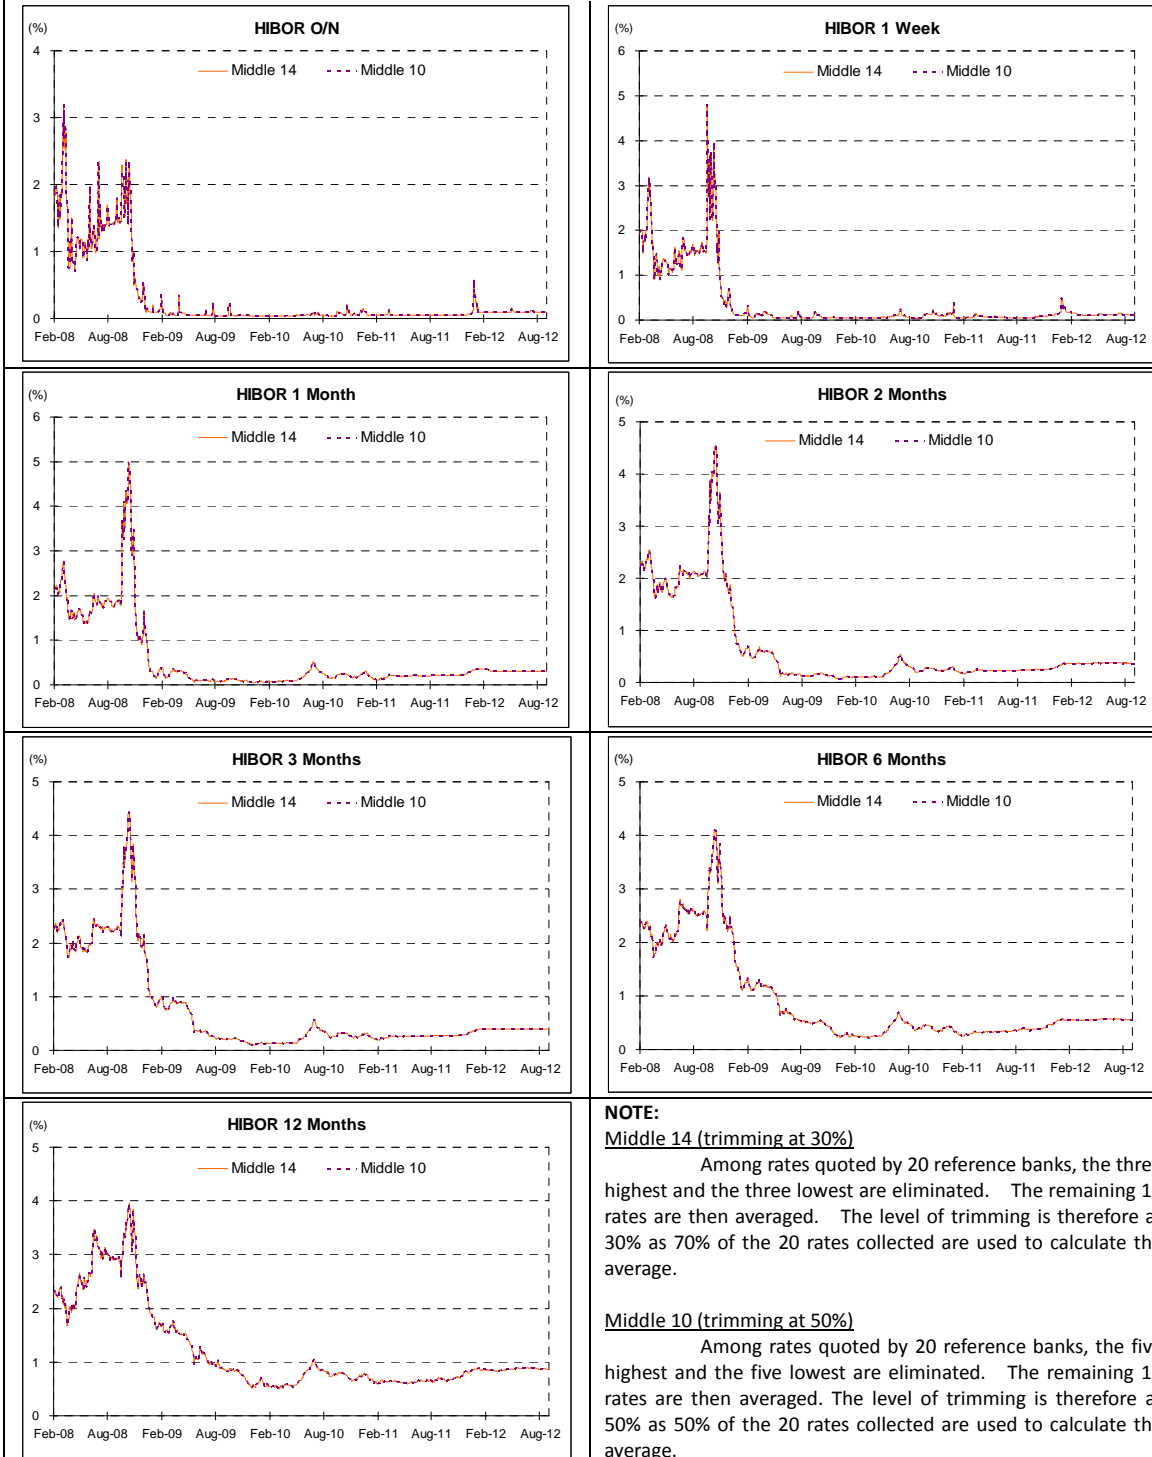 HIBOR O/N
(%)
Middle 14 Middle 10
4
3
2
1
0
Feb-08 Aug-08 Feb-09 Aug-09 Feb-10 Aug-10 Feb-11 Aug-11 Feb-12 Aug-12
HIBOR 1 Week
(%)
Middle 14 Middle 10
6
5
4
3
2
1
0
Feb-08 Aug-08 Feb-09 Aug-09 Feb-10 Aug-10 Feb-11 Aug-11 Feb-12 Aug-12
HIBOR 1 Month
(%)
Middle 14 Middle 10
6
5
4
3
2
1
0
Feb-08 Aug-08 Feb-09 Aug-09 Feb-10 Aug-10 Feb-11 Aug-11 Feb-12 Aug-12
HIBOR 2 Months
(%)
Middle 14 Middle 10
5
4
3
2
1
0
Feb-08 Aug-08 Feb-09 Aug-09 Feb-10 Aug-10 Feb-11 Aug-11 Feb-12 Aug-12
HIBOR 3 Months
(%)
Middle 14 Middle 10
5
4
3
2
1
0
Feb-08 Aug-08 Feb-09 Aug-09 Feb-10 Aug-10 Feb-11 Aug-11 Feb-12 Aug-12
HIBOR 6 Months
(%)
Middle 14 Middle 10
5
4
3
2
1
0
Feb-08 Aug-08 Feb-09 Aug-09 Feb-10 Aug-10 Feb-11 Aug-11 Feb-12 Aug-12
HIBOR 12 Months
(%)
Middle 14 Middle 10
5
4
3
2
1
0
Feb-08 Aug-08 Feb-09 Aug-09 Feb-10 Aug-10 Feb-11 Aug-11 Feb-12 Aug-12
NOTE:
Middle 14 (trimming at 30%)
Among rates quoted by 20 reference banks, the
highest and the three lowest are eliminated. The remaining
rates are then averaged. The level of trimming is therefore
30% as 70% of the 20 rates collected are used to calculate
average.
Middle 10 (trimming at 50%)
Among rates quoted by 20 reference banks, the
highest and the five lowest are eliminated. The remaining
rates are then averaged. The level of trimming is therefore
50% as 50% of the 20 rates collected are used to calculate
average.